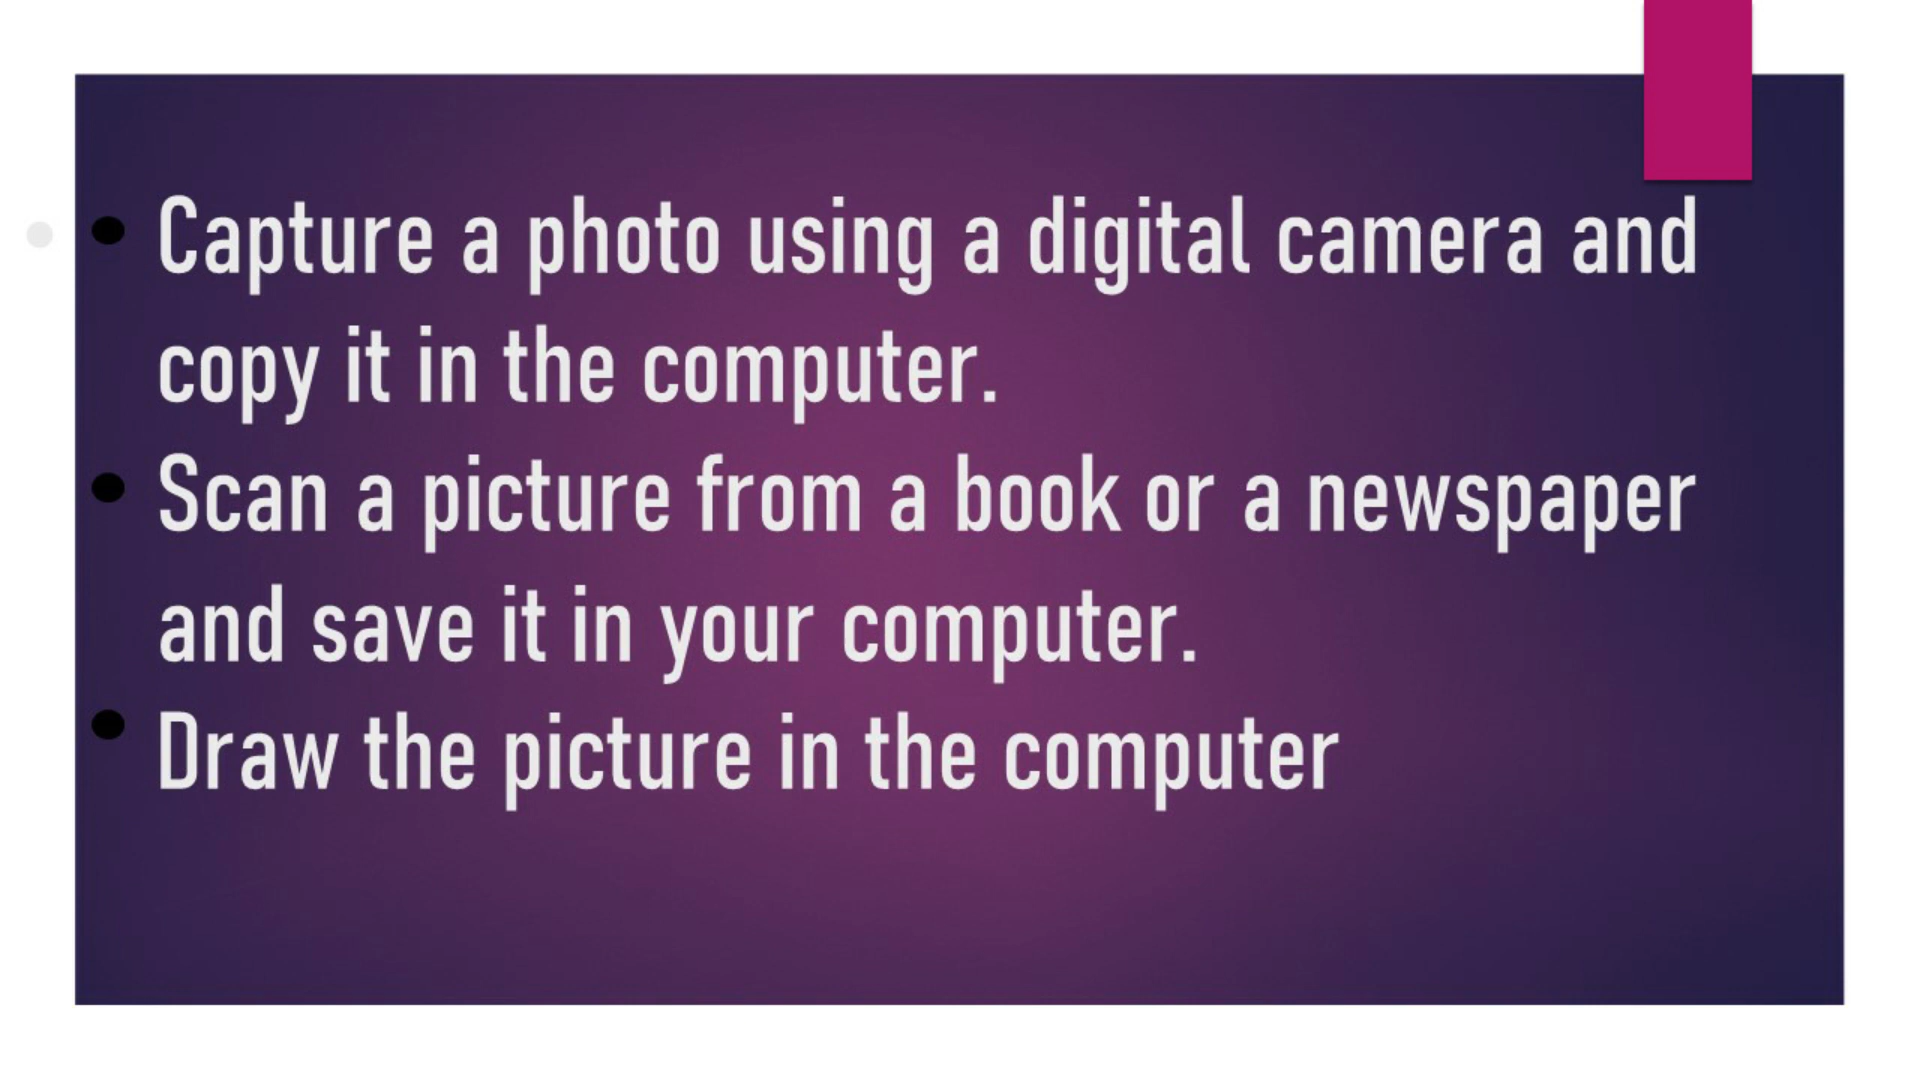 • Capture a photo using a digital camera and
copy it in the computer.
• Scan a picture from a book or a newspaper
and save it in your computer.
• Draw the picture in the computer